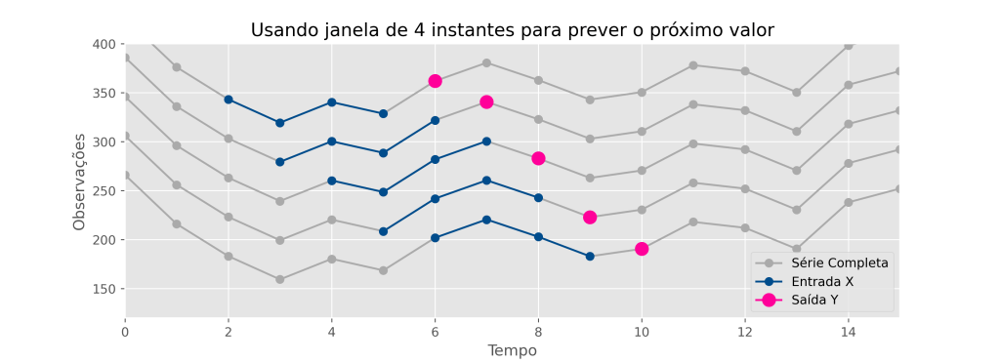 Usando janela de 4 instantes para prever o próximo valor
400
350
300
250
200
150
Observações
0 2 4 6 8 10 12 14
Tempo
Série Completa
Entrada X
Saída Y